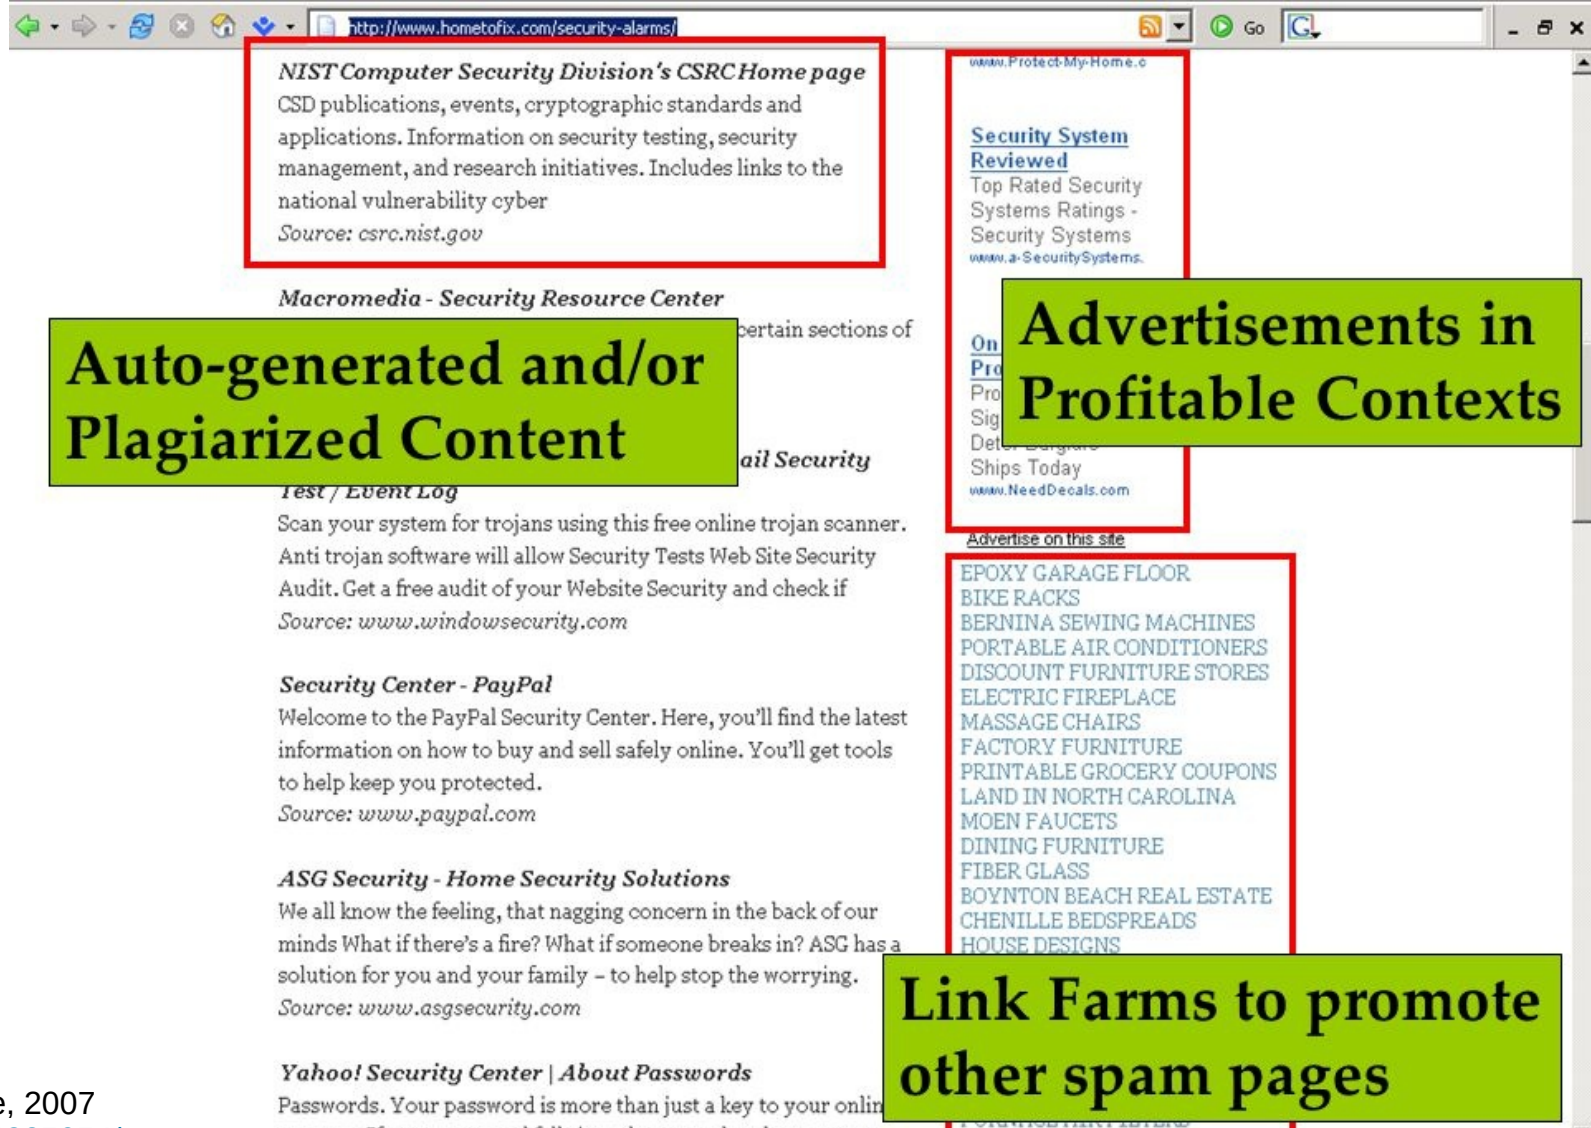 http://www.hometofix.com/security-alarms/
Go
NIST Computer Security Division's CSRC Home page
CSD publications, events, cryptographic standards and
applications. Information on security testing, security
management, and research initiatives. Includes links to the
national vulnerability cyber
Source: csrc.nist.gov
Macromedia - Security Resource Center
certain sections of
Auto-generated and/or
Plagiarized Content
ail Security
Test / Event Log
Scan your system for trojans using this free online trojan scanner.
Anti trojan software will allow Security Tests Web Site Security
Audit. Get a free audit of your Website Security and check if
Source: www.windowsecurity.com
Security Center - PayPal
Welcome to the PayPal Security Center. Here, you'll find the latest
information on how to buy and sell safely online. You'll get tools
to help keep you protected.
Source: www.paypal.com
ASG Security - Home Security Solutions
We all know the feeling, that nagging concern in the back of our
minds What if there's a fire? What if someone breaks in? ASG has a
solution for you and your family – to help stop the worrying.
Source: www.asgsecurity.com
Yahoo! Security Center | About Passwords
Passwords. Your password is more than just a key to your onlin
www.Protect-My-Home.c
Security System
Reviewed
Top Rated Security
Systems Ratings -
Security Systems
www.a-SecuritySystems.
Advertisements in
Profitable Contexts
On
Pro
Pro
Sig
Ships Today
www.NeedDecals.com
Advertise on this site
EPOXY GARAGE FLOOR
BIKE RACKS
BERNINA SEWING MACHINES
PORTABLE AIR CONDITIONERS
DISCOUNT FURNITURE STORES
ELECTRIC FIREPLACE
MASSAGE CHAIRS
FACTORY FURNITURE
PRINTABLE GROCERY COUPONS
LAND IN NORTH CAROLINA
MOEN FAUCETS
DINING FURNITURE
FIBER GLASS
BOYNTON BEACH REAL ESTATE
CHENILLE BEDSPREADS
HOUSE DESIGNS
Link Farms to promote
other spam pages
e, 2007